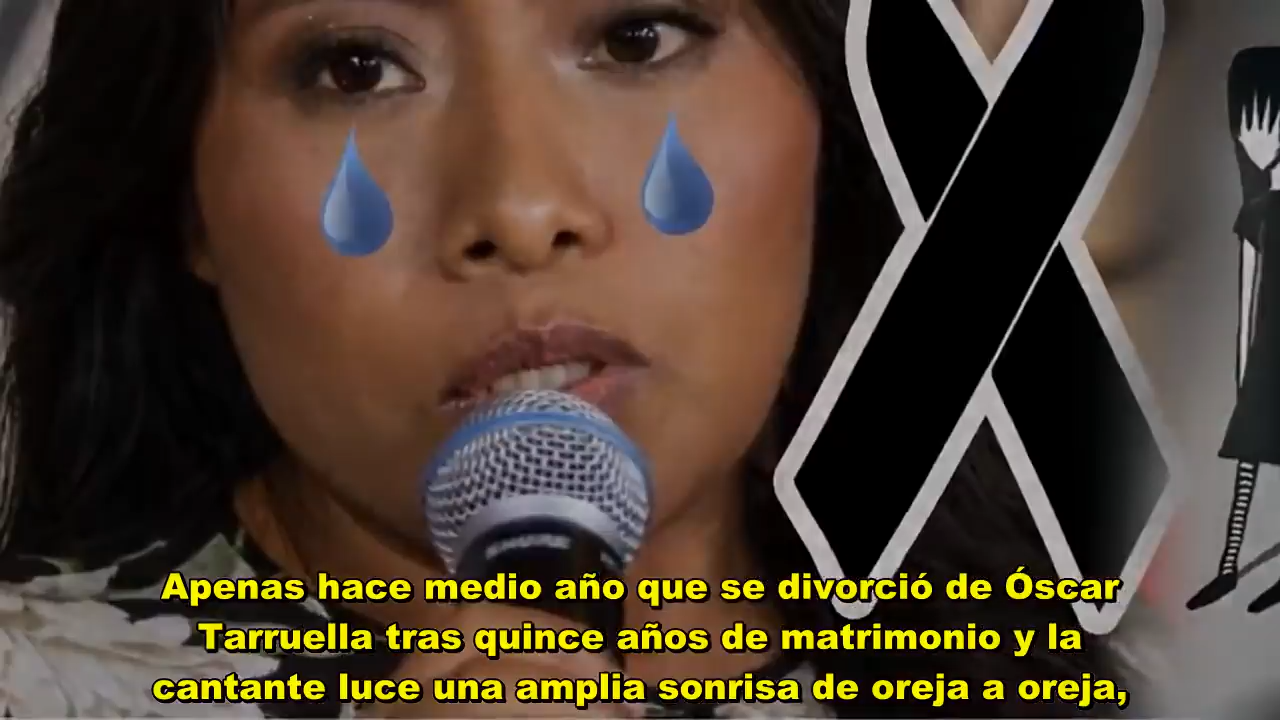 Apenas hace medio año que se divorció de Óscar
Tarruella tras quince años de matrimonio y la
cantante luce una amplia sonrisa de oreja a oreja,